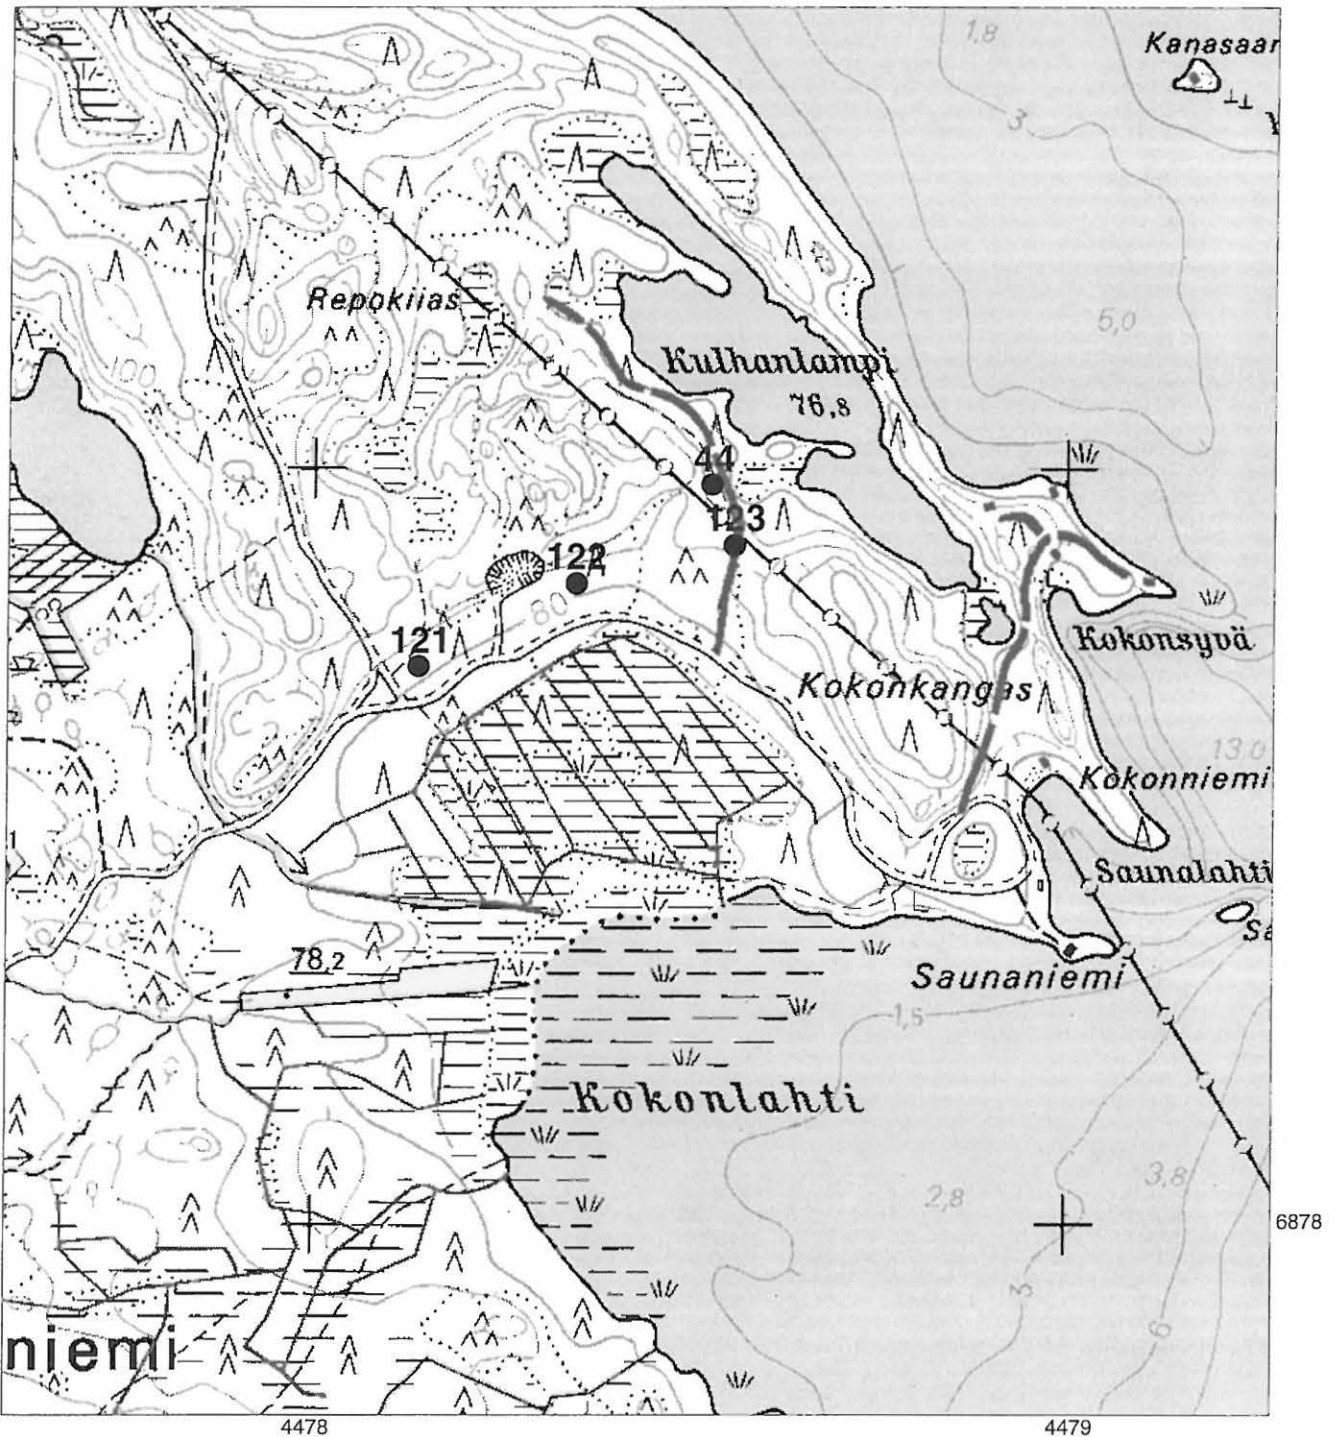 1,8
Kanasaar
3
5,0
Repokiias
100
Kulhanlampi
76,8
44
123
122
80
121
Kokonsyvä
Kokonkangas
13,0
Kokonniemi
Saunalahti
78,2
Saunaniemi
1,5
Kokonlahti
3,8
2,8
6878
3
6
niemi
4478
4479